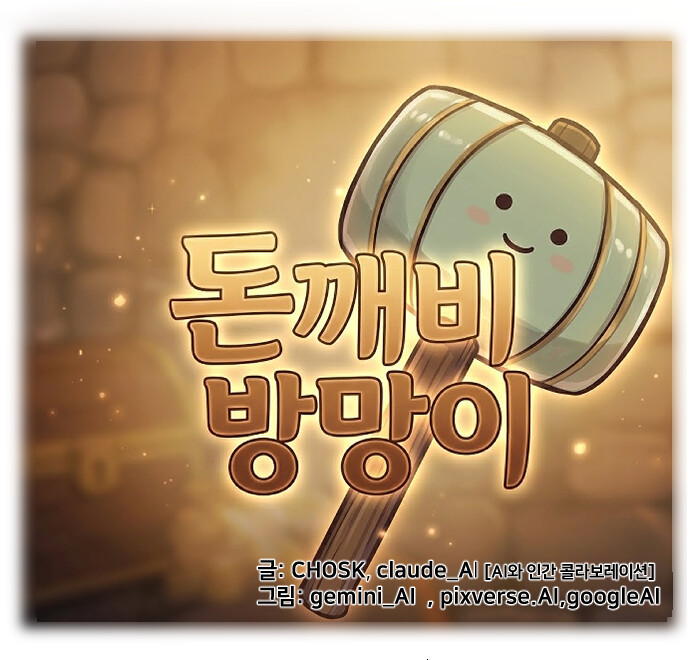 돈깨비
방망이
글: CHOSK, claude_AI [AI와 인간 콜라보레이션]
그림: gemini_AI , pixverse.AI,googleAI